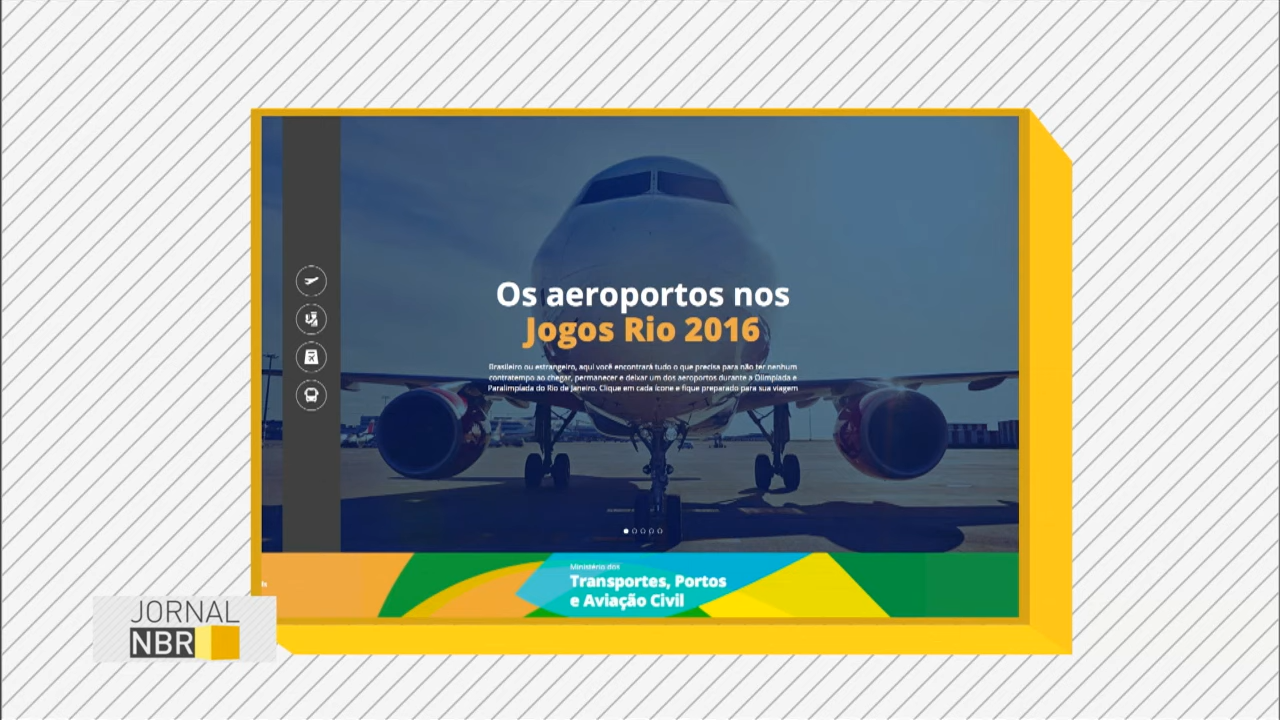 Os aeroportos nos
Jogos Rio 2016
Brasileiro ou estrangeiro, aqui você encontrará tudo o que precisa para não ter nenhum
contratempo ao chegar, permanecer e deixar um dos aeroportos durante a Olimpíada e
Paralimpíada do Rio de Janeiro. Clique em cada ícone e fique preparado para sua viagem
Ministério dos
Transportes, Portos
e Aviação Civil
JORNAL
NBR